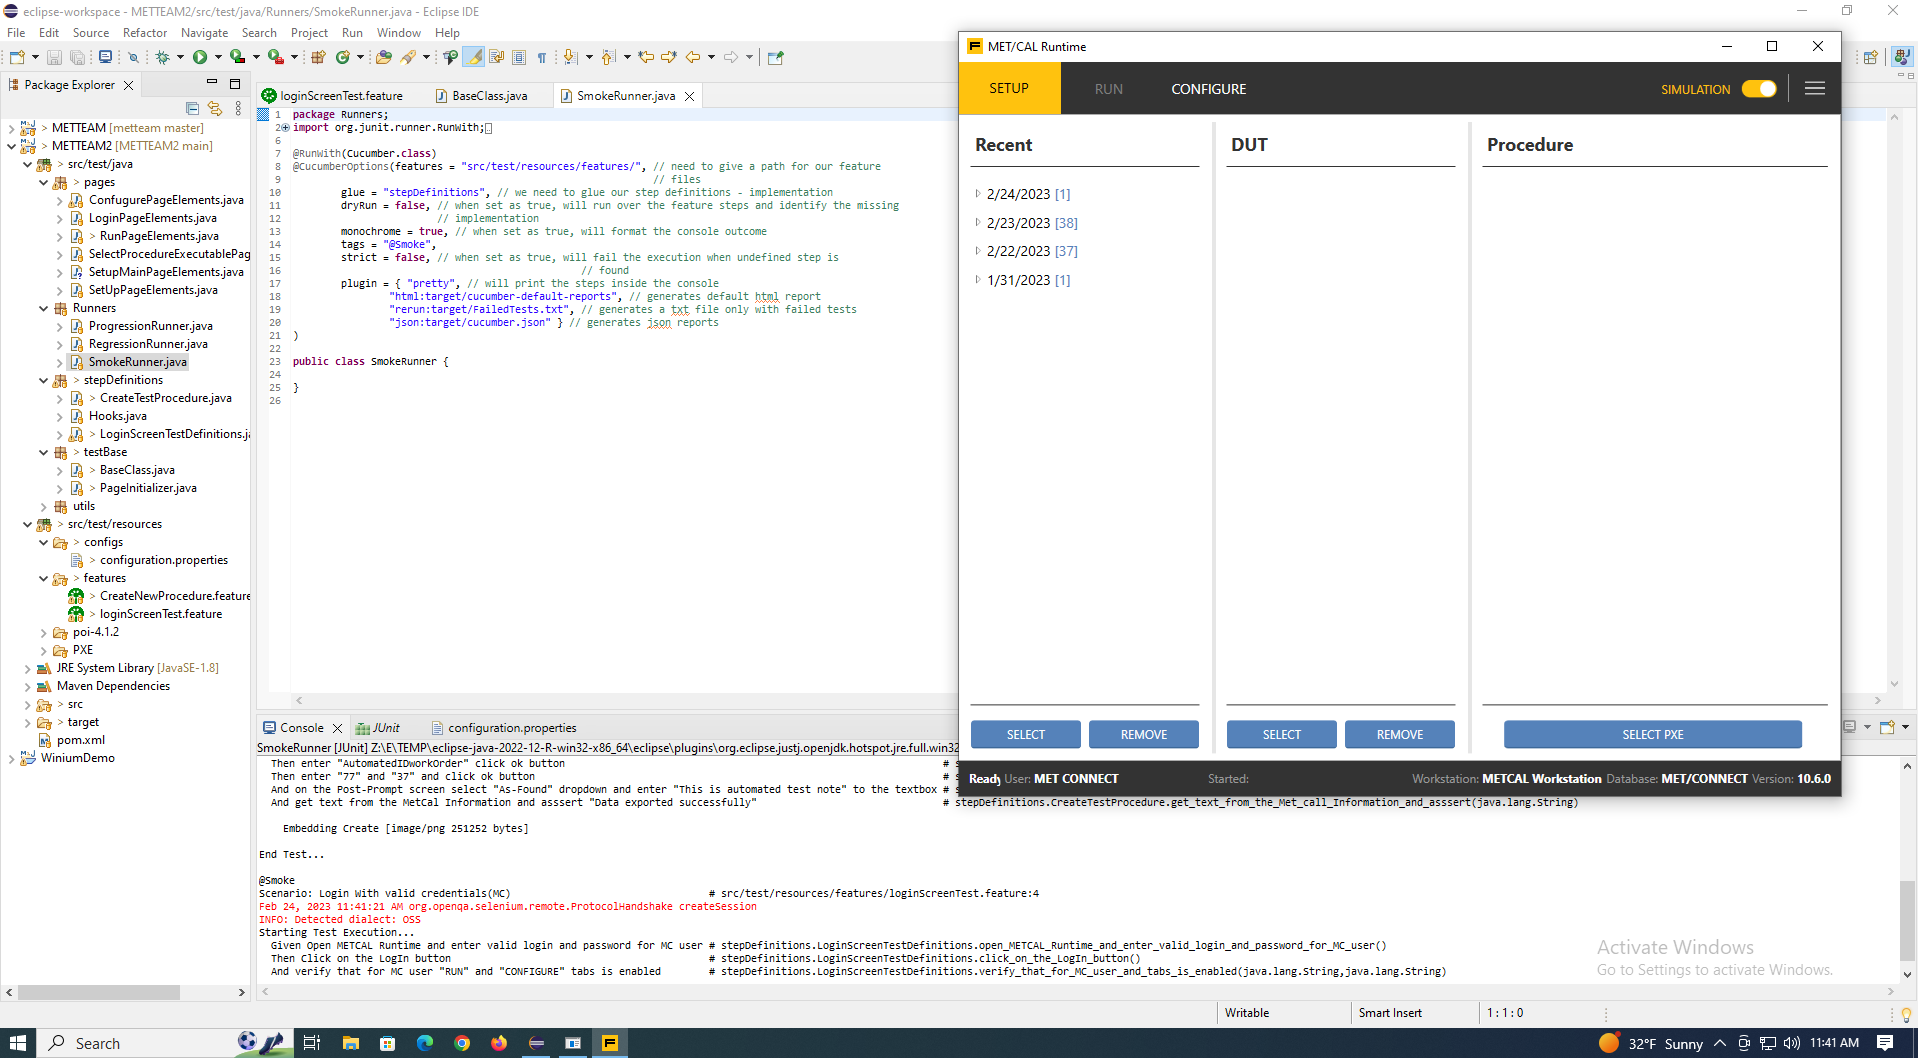 eclipse-workspace - METTEAM2/src/test/java/Runners/SmokeRunner.java - Eclipse IDE
File Edit Source Refactor Navigate Search Project Run Window Help
Package Explorer
METTEAM [metteam master]
METTEAM2 [METTEAM2 main]
> src/test/java
> pages
ConfugurePageElements.java
LoginPageElements.java
> RunPageElements.java
SelectProcedureExecutablePag
SetupMainPageElements.java
SetUpPageElements.java
Runners
ProgressionRunner.java
RegressionRunner.java
SmokeRunner.java
> stepDefinitions
> CreateTestProcedure.java
Hooks.java
> LoginScreenTestDefinitions.ja
> testBase
> BaseClass.java
> PageInitializer.java
utils
> src/test/resources
> configs
> configuration.properties
> features
> CreateNewProcedure.feature
> loginScreenTest.feature
poi-4.1.2
PXE
JRE System Library [JavaSE-1.8]
Maven Dependencies
> src
> target
pom.xml
WiniumDemo
loginScreenTest.feature BaseClass.java SmokeRunner.java
1 package Runners;
2 import org.junit.runner.RunWith;
6
7 @RunWith(Cucumber.class)
8 @CucumberOptions(features = "src/test/resources/features/", // need to give a path for our feature
9 // files
10 glue = "stepDefinitions", // we need to glue our step definitions - implementation
11 dryRun = false, // when set as true, will run over the feature steps and identify the missing
12 // implementation
13 monochrome = true, // when set as true, will format the console outcome
14 tags = "@Smoke",
15 strict = false, // when set as true, will fail the execution when undefined step is
16 // found
17 plugin = { "pretty", // will print the steps inside the console
18 "html:target/cucumber-default-reports", // generates default html report
19 "rerun:target/FailedTests.txt", // generates a txt file only with failed tests
20 "json:target/cucumber.json" } // generates json reports
21 )
22
23 public class SmokeRunner {
24
25 }
26
MET/CAL Runtime
SETUP RUN CONFIGURE SIMULATION
Recent DUT Procedure
2/24/2023 [1]
2/23/2023 [38]
2/22/2023 [37]
1/31/2023 [1]
SELECT REMOVE SELECT REMOVE SELECT PXE
Ready User: MET CONNECT Started: Workstation: METCAL Workstation Database: MET/CONNECT Version: 10.6.0
Console JUnit configuration.properties
SmokeRunner [JUnit] Z:\E\TEMP\eclipse-java-2022-12-R-win32-x86_64\eclipse\plugins\org.eclipse.justj.openjdk.hotspot.jre.full.win32
Then enter "AutomatedIDworkOrder" click ok button # s
Then enter "77" and "37" and click ok button # s
And on the Post-Prompt screen select "As-Found" dropdown and enter "This is automated test note" to the textbox # s
And get text from the MetCal Information and asssert "Data exported successfully" # stepDefinitions.CreateTestProcedure.get_text_from_the_Met_call_Information_and_asssert(java.lang.String)
Embedding Create [image/png 251252 bytes]
End Test...
@Smoke
Scenario: Login With valid credentials(MC) # src/test/resources/features/loginScreenTest.feature:4
Feb 24, 2023 11:41:21 AM org.openqa.selenium.remote.ProtocolHandshake createSession
INFO: Detected dialect: OSS
Starting Test Execution...
Given Open METCAL Runtime and enter valid login and password for MC user # stepDefinitions.LoginScreenTestDefinitions.open_METCAL_Runtime_and_enter_valid_login_and_password_for_MC_user()
Then Click on the LogIn button # stepDefinitions.LoginScreenTestDefinitions.click_on_the_LogIn_button()
And verify that for MC user "RUN" and "CONFIGURE" tabs is enabled # stepDefinitions.LoginScreenTestDefinitions.verify_that_for_MC_user_and_tabs_is_enabled(java.lang.String,java.lang.String)
Activate Windows
Go to Settings to activate Windows.
Writable Smart Insert 1 : 1 : 0
Search
32°F Sunny 11:41 AM